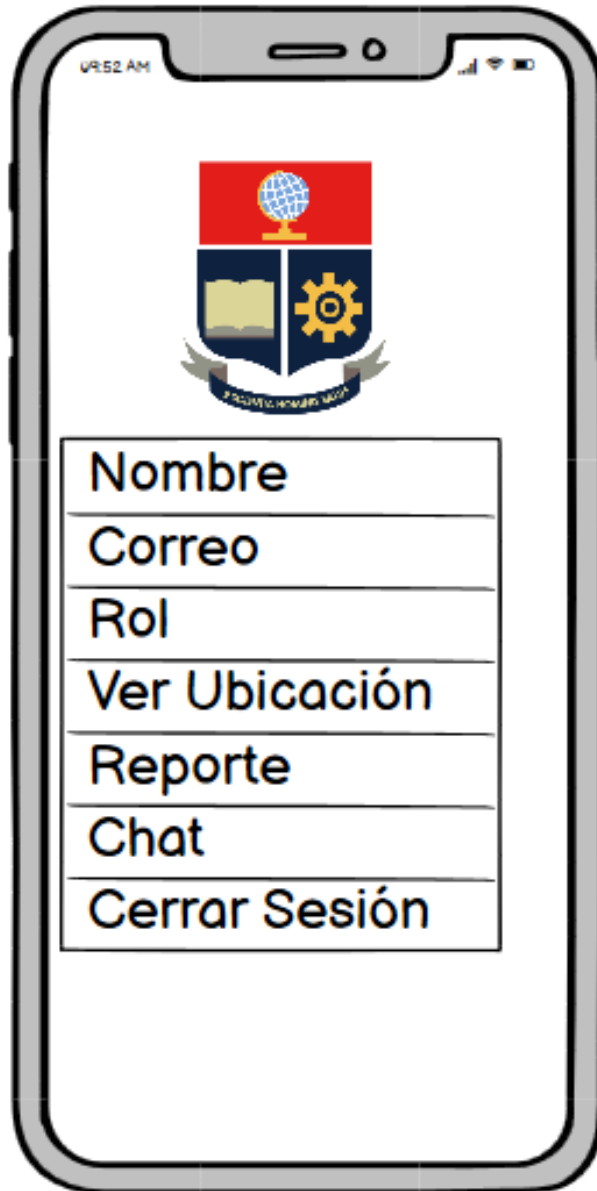 09:52 AM
Nombre
Correo
Rol
Ver Ubicación
Reporte
Chat
Cerrar Sesión